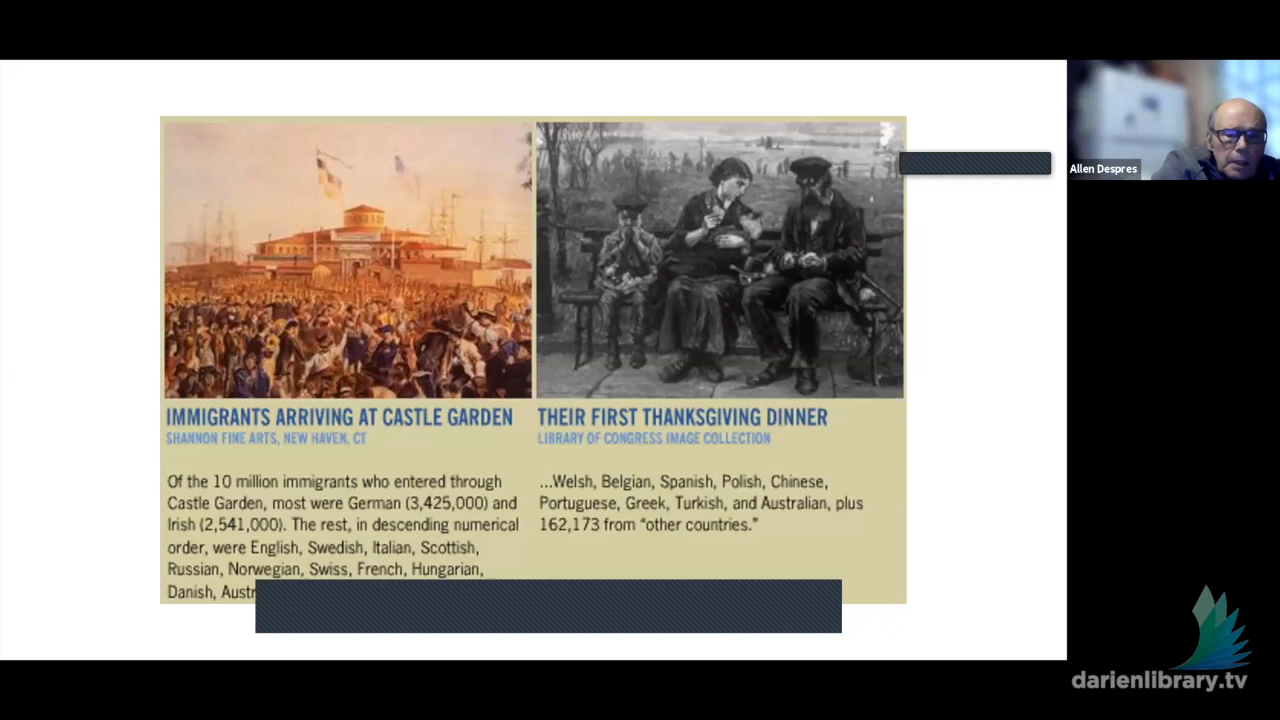 IMMIGRANTS ARRIVING AT CASTLE GARDEN
SHANNON FINE ARTS, NEW HAVEN, CT
Of the 10 million immigrants who entered through
Castle Garden, most were German (3,425,000) and
Irish (2,541,000). The rest, in descending numerical
order, were English, Swedish, Italian, Scottish,
Russian, Norwegian, Swiss, French, Hungarian,
Danish, Austr
THEIR FIRST THANKSGIVING DINNER
LIBRARY OF CONGRESS IMAGE COLLECTION
...Welsh, Belgian, Spanish, Polish, Chinese,
Portuguese, Greek, Turkish, and Australian, plus
162,173 from “other countries.”
Allen Despres
darienlibrary.tv